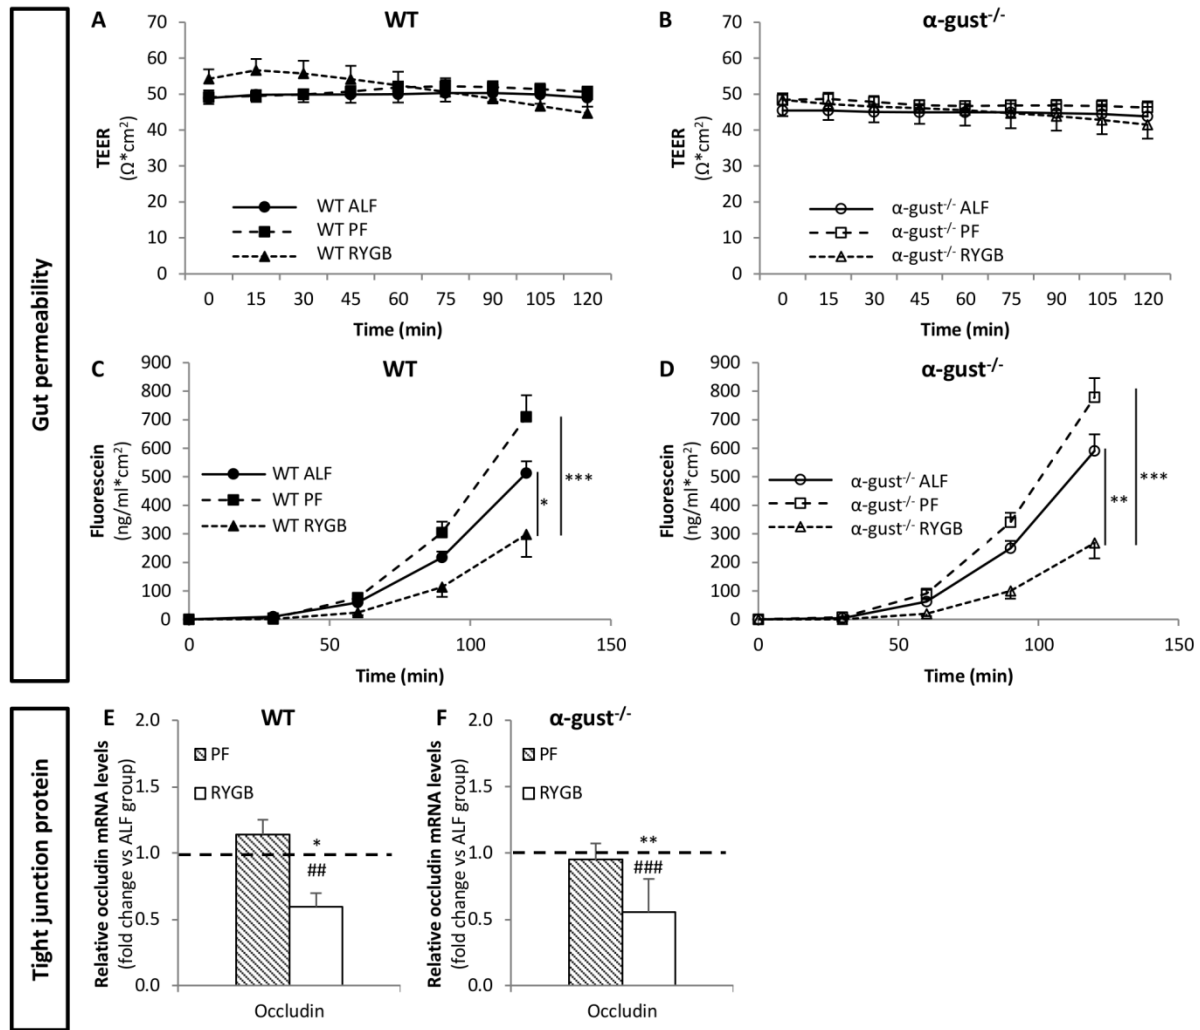 Gut permeability
A
WT
TEER
(Ω*cm²)
70
60
50
40
30
20
10
0
WT ALF
WT PF
WT RYGB
0 15 30 45 60 75 90 105 120
Time (min)
B
α-gust-/-
TEER
(Ω*cm²)
70
60
50
40
30
20
10
0
α-gust-/- ALF
α-gust-/- PF
α-gust-/- RYGB
0 15 30 45 60 75 90 105 120
Time (min)
C
WT
Fluorescein
(ng/ml*cm²)
900
800
700
600
500
400
300
200
100
0
WT ALF
WT PF
WT RYGB
*
***
0 50 100 150
Time (min)
D
α-gust-/-
Fluorescein
(ng/ml*cm²)
900
800
700
600
500
400
300
200
100
0
α-gust-/- ALF
α-gust-/- PF
α-gust-/- RYGB
**
***
0 50 100 150
Time (min)
Tight junction protein
E
WT
Relative occludin mRNA levels
(fold change vs ALF group)
2.0
1.5
1.0
0.5
0.0
PF
RYGB
*
##
Occludin
F
α-gust-/-
Relative occludin mRNA levels
(fold change vs ALF group)
2.0
1.5
1.0
0.5
0.0
PF
RYGB
**
###
Occludin